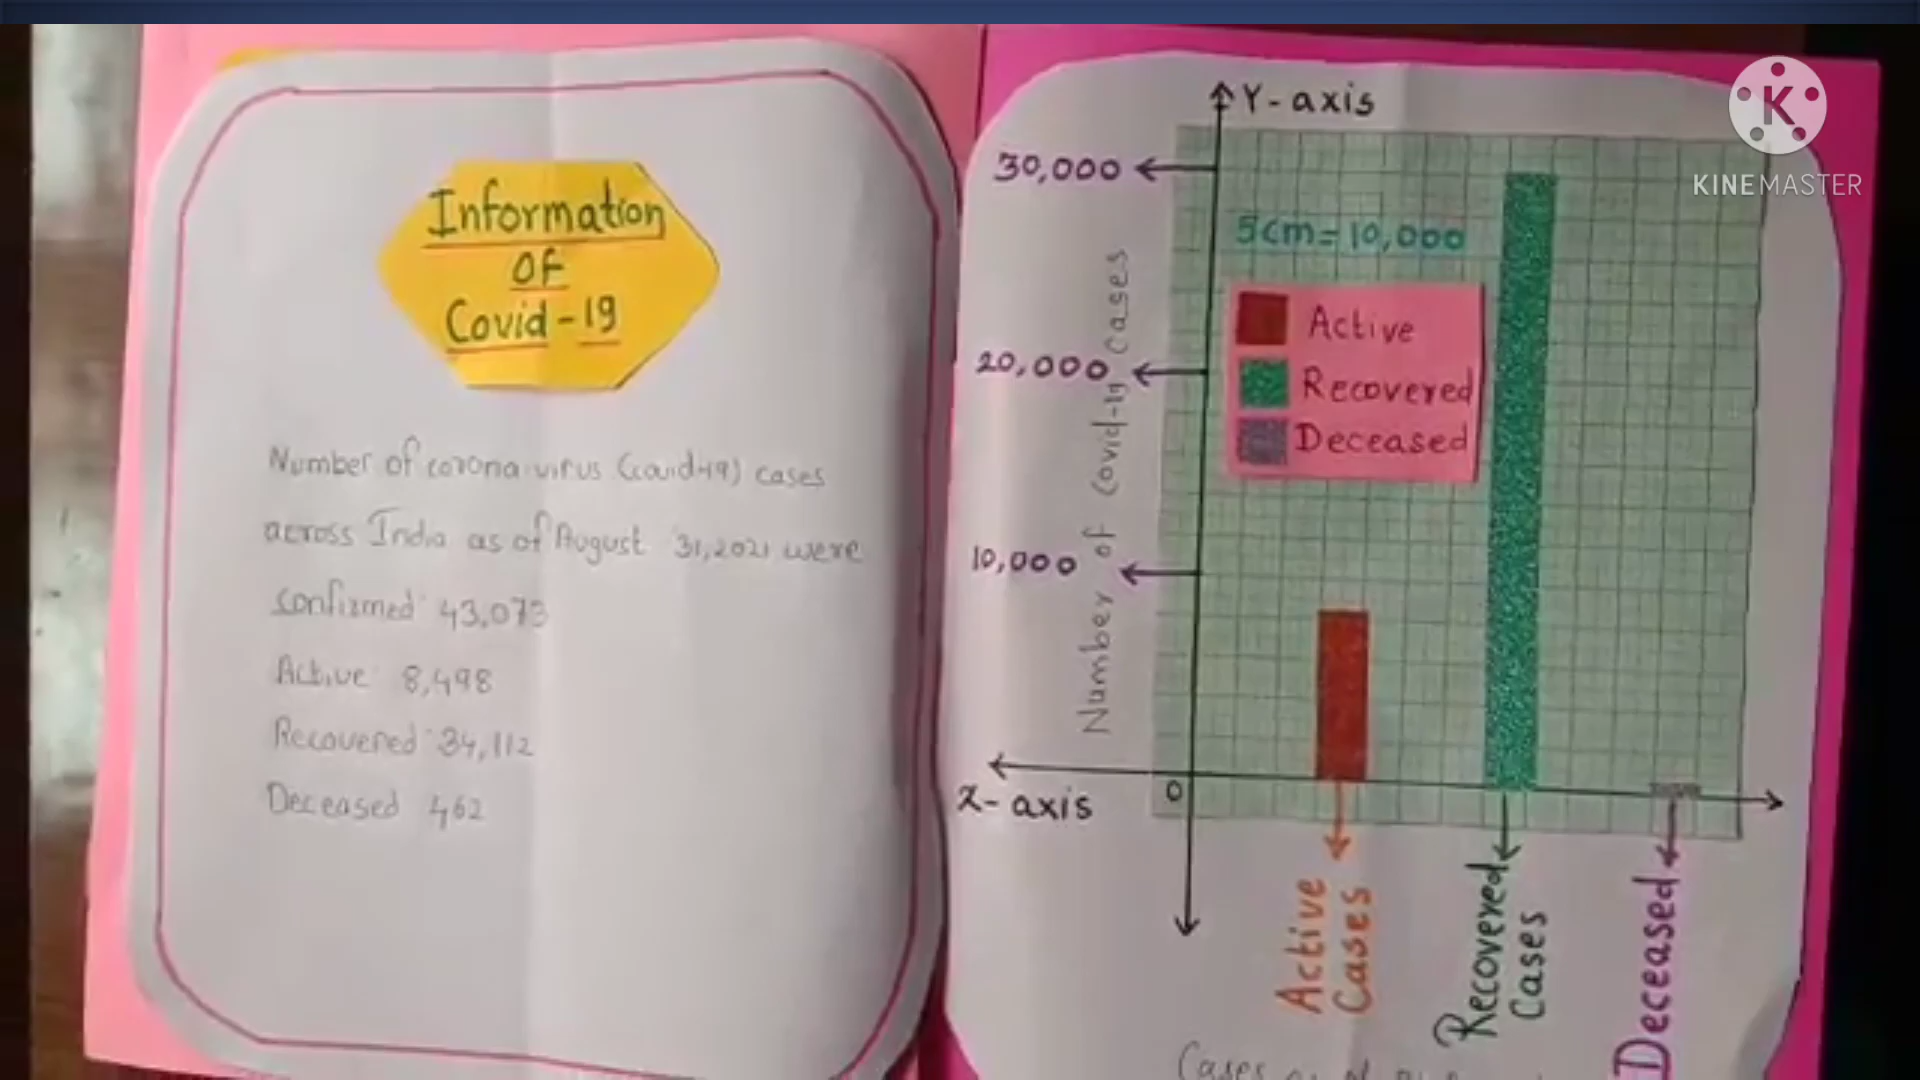 Information
OF
Covid-19
Number of corona virus (covid-19) cases
across India as of August 31,2021 were
confirmed 43,073
Active 8,498
Recovered 34,112
Deceased 462
Y-axis
30,000
20,000
10,000
0
Number of Covid-19 Cases
5cm=10,000
Active
Recovered
Deceased
X-axis
Active
Cases
Recovered
Cases
Deceased
Cases
KINEMASTER